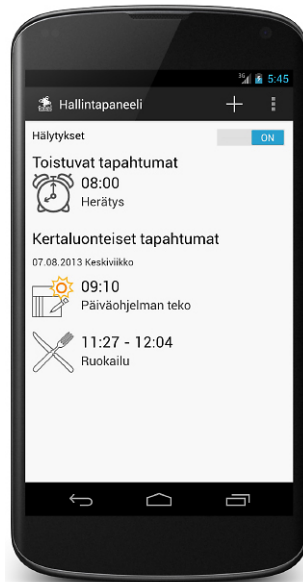 3G 5:45
Hallintapaneeli
Hälytykset ON
Toistuvat tapahtumat
08:00
Herätys
Kertaluonteiset tapahtumat
07.08.2013 Keskiviikko
09:10
Päiväohjelman teko
11:27 - 12:04
Ruokailu